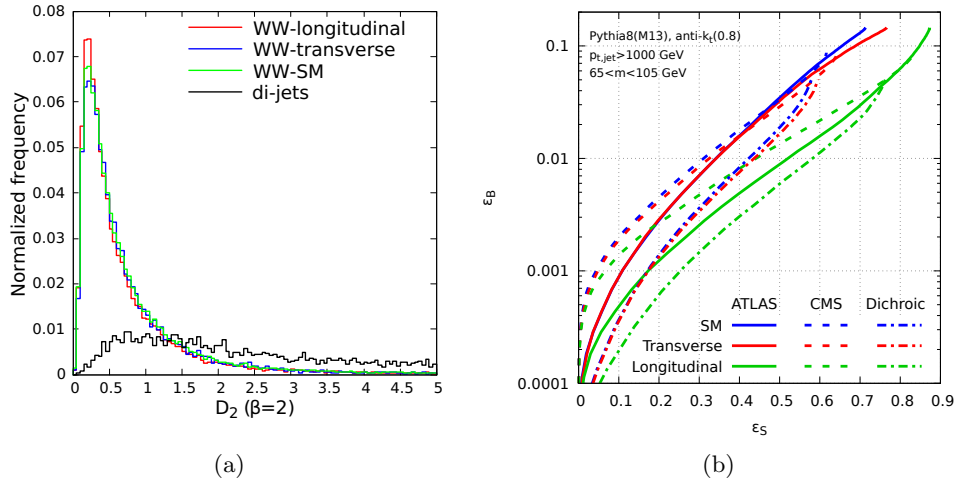 0.08
0.07
0.06
0.05
0.04
0.03
0.02
0.01
0
Normalized frequency
WW-longitudinal
WW-transverse
WW-SM
di-jets
0 0.5 1 1.5 2 2.5 3 3.5 4 4.5 5
D₂ (β=2)
(a)
0.1
0.01
0.001
0.0001
ε_B
Pythia8(M13), anti-kₜ(0.8)
pₜ,jet>1000 GeV
65<m<105 GeV
ATLAS CMS Dichroic
SM
Transverse
Longitudinal
0 0.1 0.2 0.3 0.4 0.5 0.6 0.7 0.8 0.9
ε_S
(b)